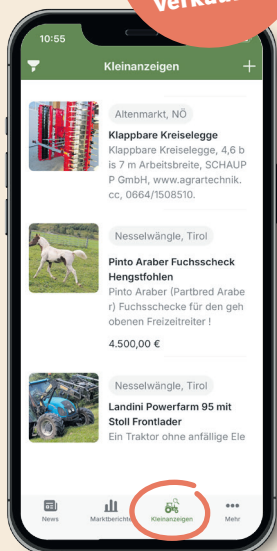 10:55
Kleinanzeigen
Altenmarkt, NÖ
Klappbare Kreiselegge
Klappbare Kreiselegge, 4,6 b
is 7 m Arbeitsbreite, SCHAUP
P GmbH, www.agrartechnik.
cc, 0664/1508510.
Nesselwängle, Tirol
Pinto Araber Fuchsscheck
Hengstfohlen
Pinto Araber (Partbred Arabe
r) Fuchsschecke für den geh
obenen Freizeitreiter !
4.500,00 €
Nesselwängle, Tirol
Landini Powerfarm 95 mit
Stoll Frontlader
Ein Traktor ohne anfällige Ele
News
Marktberichte
Kleinanzeigen
Mehr